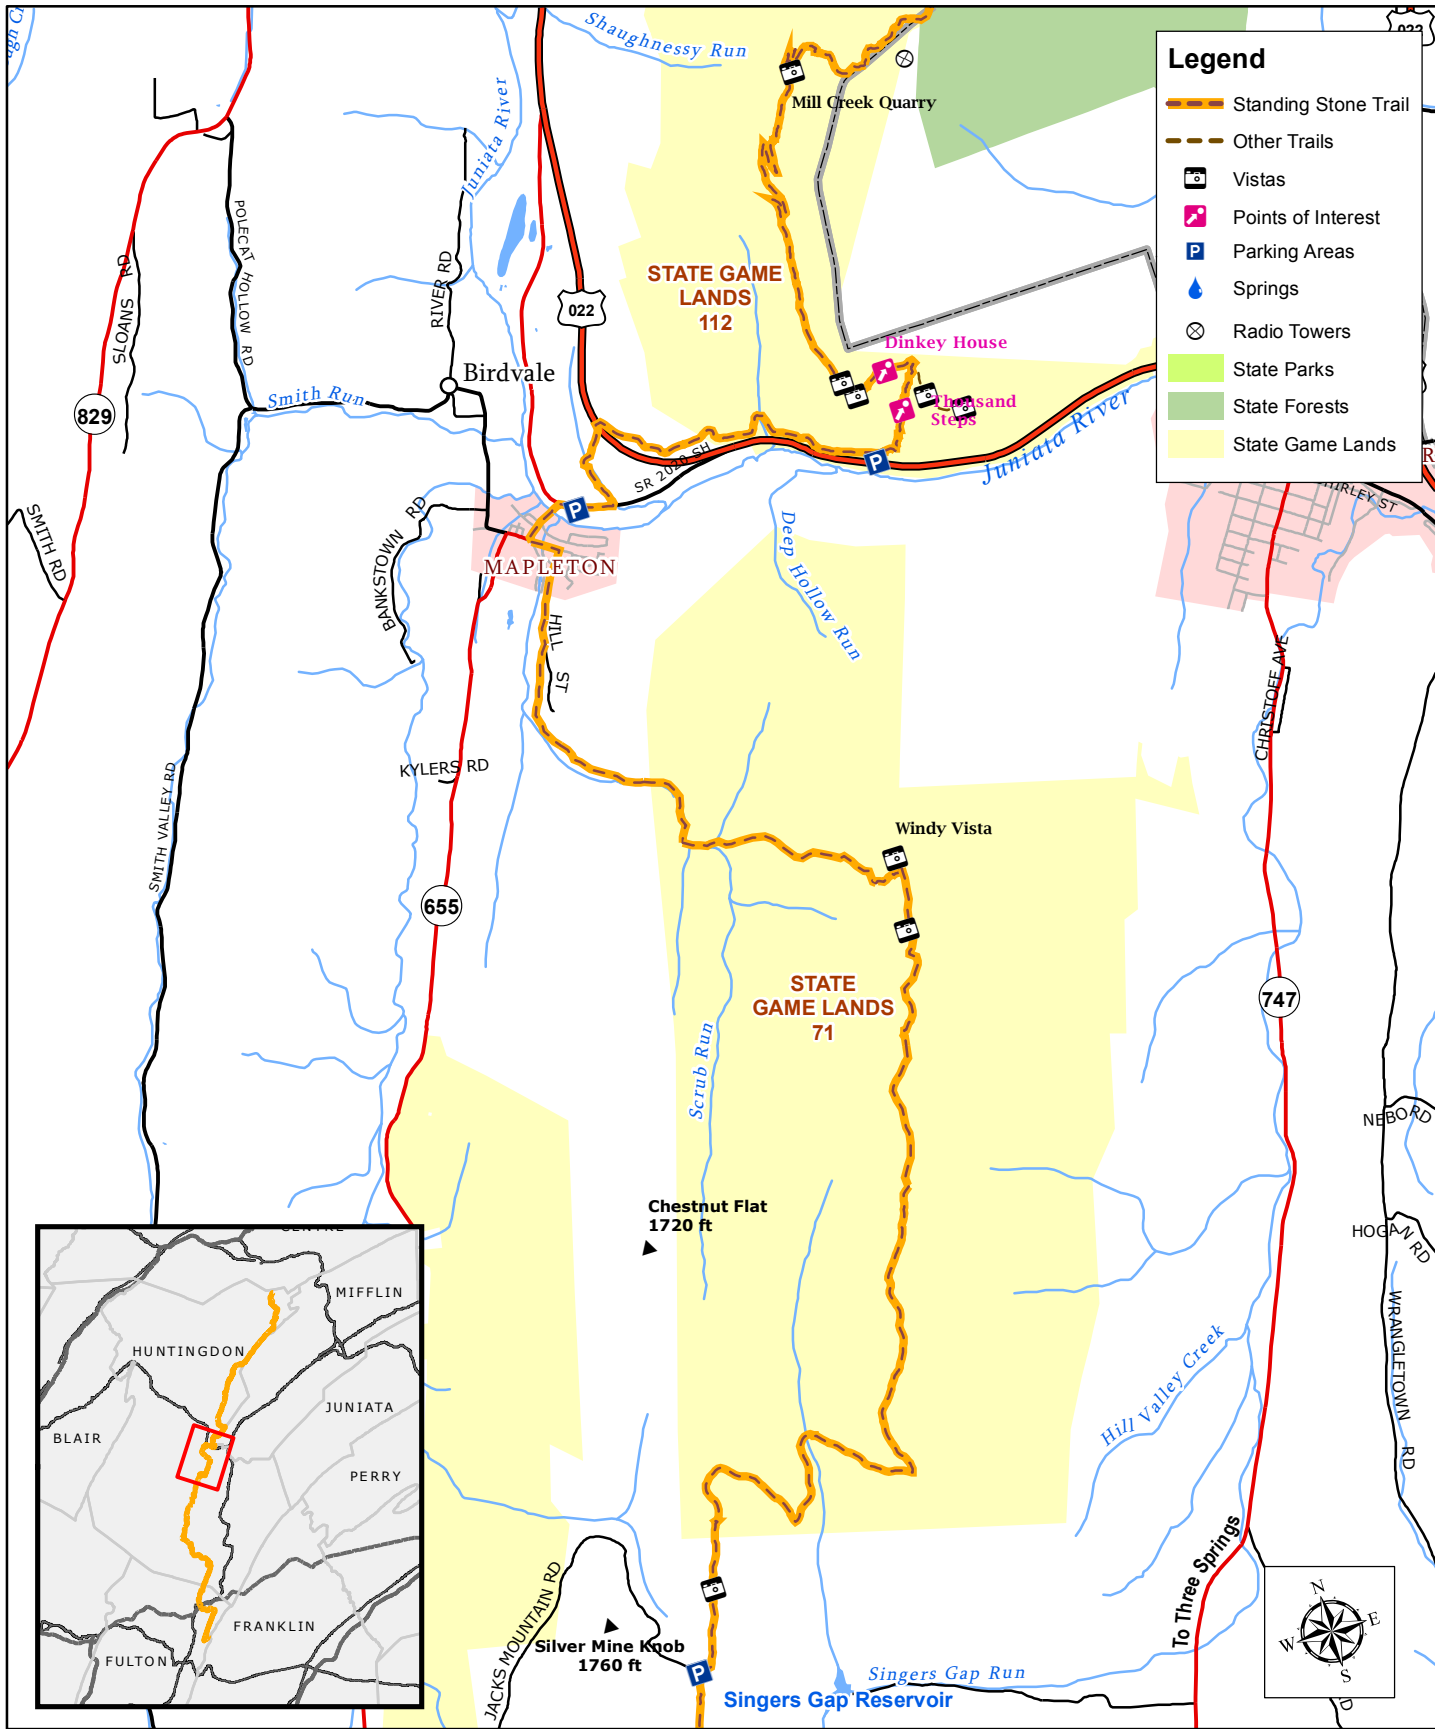 Shaughnessy Run
022
Legend
Standing Stone Trail
Other Trails
Vistas
Points of Interest
Parking Areas
Springs
Radio Towers
State Parks
State Forests
State Game Lands
Mill Creek Quarry
Juniata River
POLECAT HOLLOW RD
SLOANS RD
RIVER RD
STATE GAME
LANDS
112
022
Dinkey House
Birdvale
Smith Run
829
Thousand
Steps
Juniata River
SR 2020 SH
SMITH RD
BANKSTOWN RD
P
P
MAPLETON
Deep Hollow Run
HILL ST
CHRISTOFF AVE
KYLERS RD
SMITH VALLEY RD
Windy Vista
655
STATE
GAME LANDS
71
747
Scrub Run
Chestnut Flat
1720 ft
HOGAN RD
WRANGLETOWN RD
Hill Valley Creek
CENTRE
MIFFLIN
HUNTINGDON
JUNIATA
BLAIR
PERRY
FRANKLIN
FULTON
To Three Springs
JACKS MOUNTAIN RD
Silver Mine Knob
1760 ft
P
Singers Gap Run
Singers Gap Reservoir
N
E
S
W